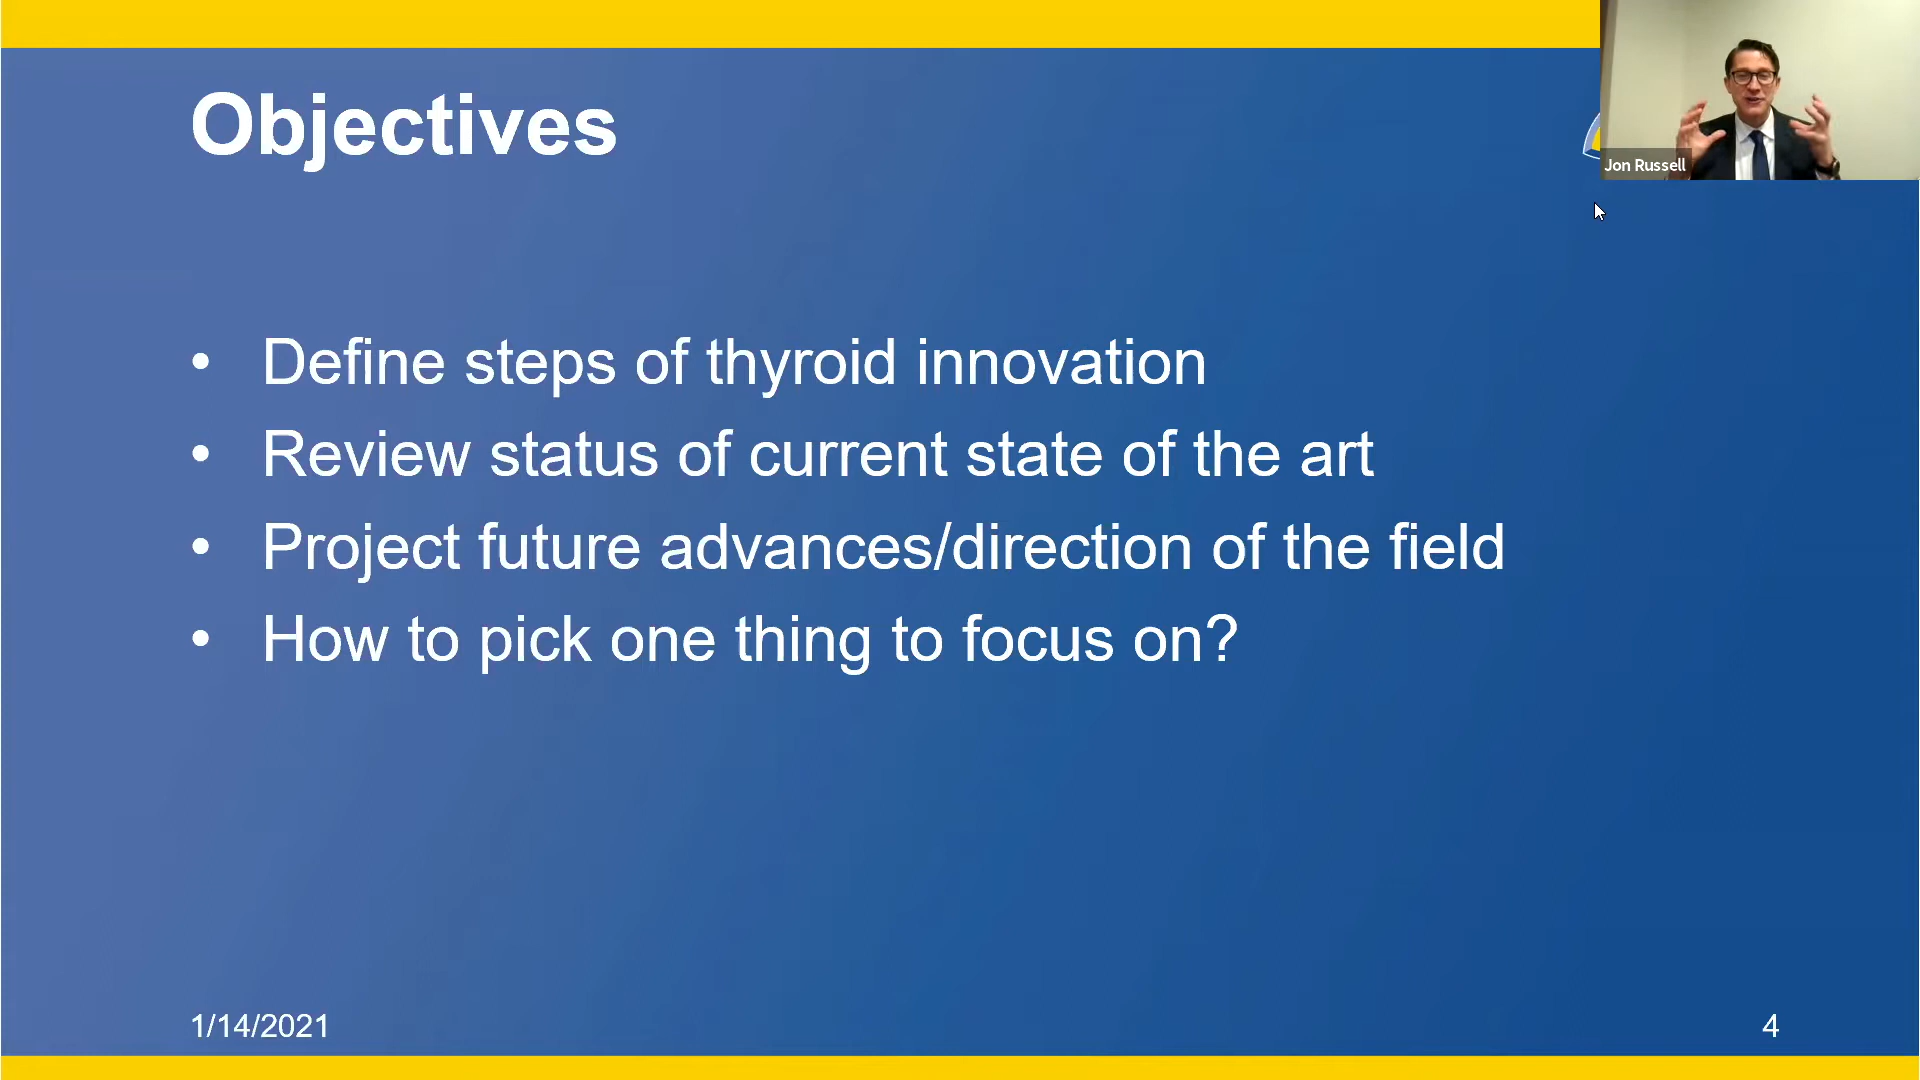 Objectives
Jon Russell
• Define steps of thyroid innovation
• Review status of current state of the art
• Project future advances/direction of the field
• How to pick one thing to focus on?
1/14/2021
4